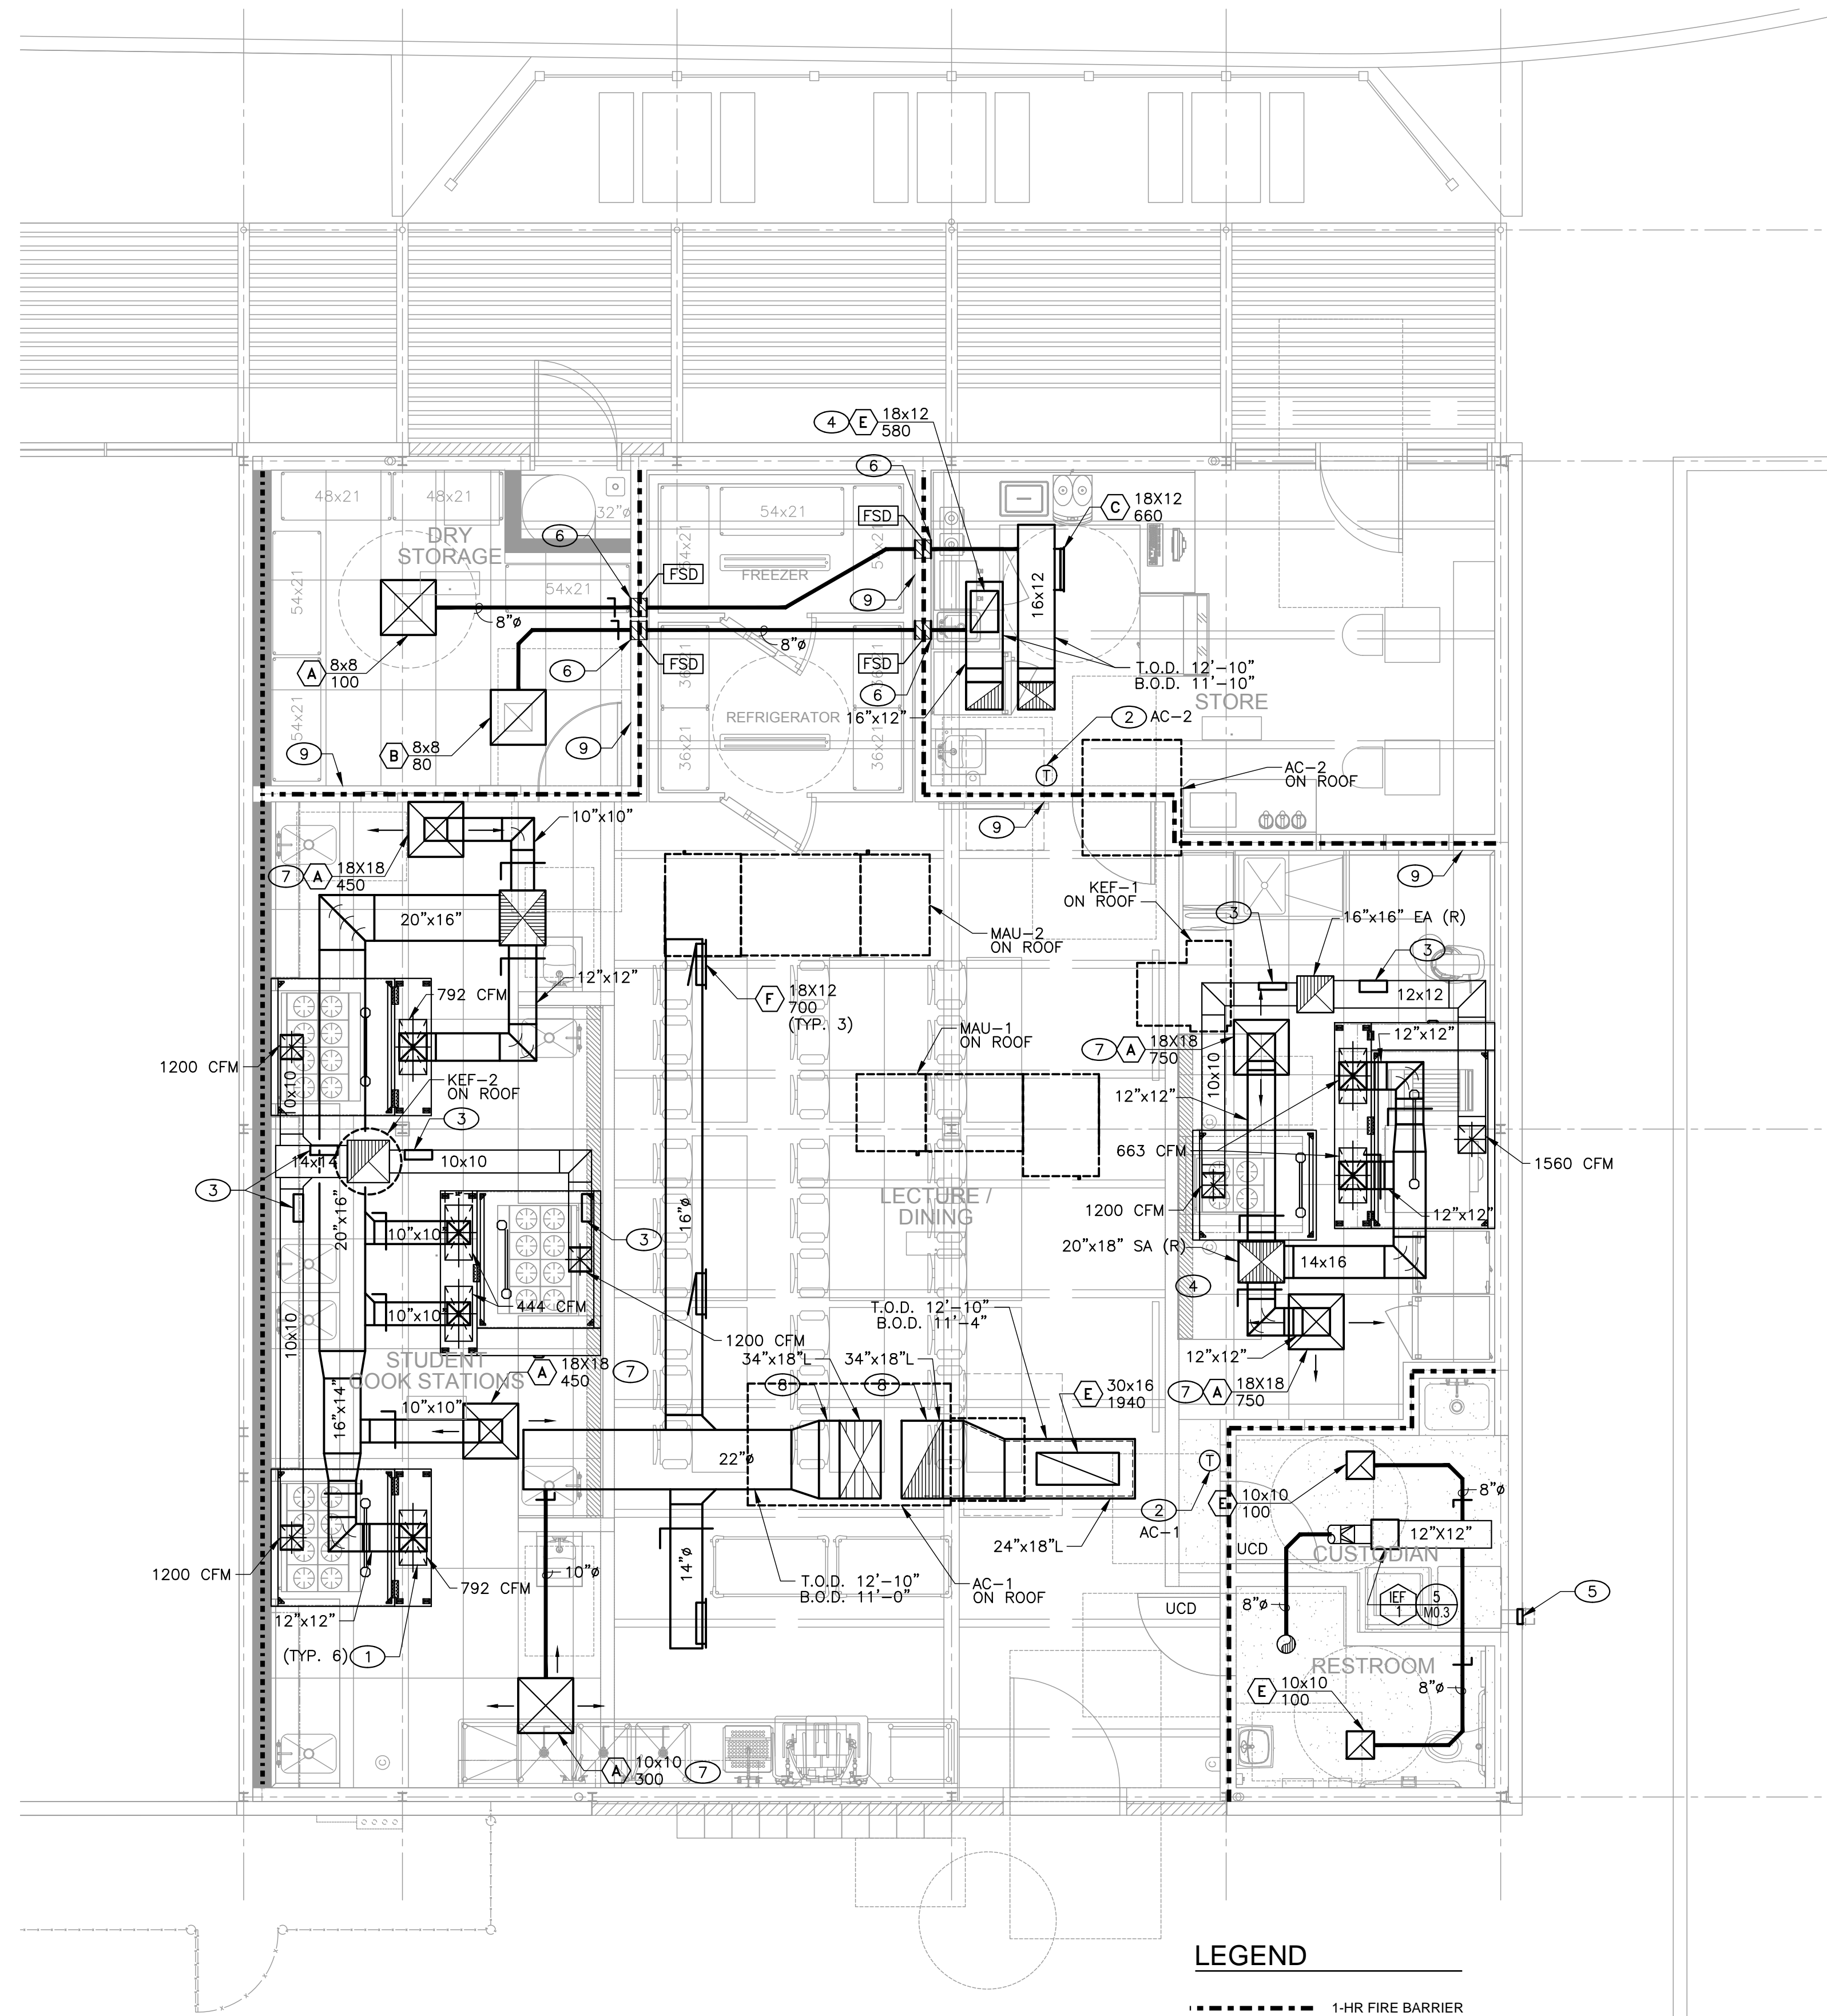 4 E 18x12
580
6
C 18X12
660
48x21
48x21
32"ø
54x21
54x21
54x21
FSD
DRY
STORAGE
6
FSD
FREEZER
54x21
54x21
9
16x12
8"ø
8"ø
A 8x8
100
6
FSD
FSD
6
T.O.D. 12'-10"
B.O.D. 11'-10"
36x21
36x21
STORE
54x21
REFRIGERATOR
16"x12"
2 AC-2
B 8x8
80
9
9
36x21
36x21
T
AC-2
ON ROOF
9
10"x10"
7 A 18X18
450
9
KEF-1
ON ROOF
3
16"x16" EA (R)
20"x16"
MAU-2
ON ROOF
3
12"x12"
12x12
792 CFM
F 18X12
700
(TYP. 3)
MAU-1
ON ROOF
12"x12"
7 A 18X18
750
1200 CFM
10x10
KEF-2
ON ROOF
10x10
12"x12"
3
663 CFM
14x14
10x10
1560 CFM
3
LECTURE /
DINING
16"ø
1200 CFM
12"x12"
20"x16"
10"x10"
3
20"x18" SA (R)
14x16
4
10"x10"
444 CFM
10x10
T.O.D. 12'-10"
B.O.D. 11'-4"
1200 CFM
34"x18"L
34"x18"L
12"x12"
STUDENT
COOK STATIONS
A 18X18
450
7
8
8
E 30x16
1940
7 A 18X18
750
16"x14"
10"x10"
22"ø
T
2
AC-1
E 10x10
100
8"ø
12"X12"
24"x18"L
UCD
CUSTODIAN
1200 CFM
792 CFM
10"ø
14"ø
T.O.D. 12'-10"
B.O.D. 11'-0"
AC-1
ON ROOF
IEF
1
5
M0.3
5
12"x12"
8"ø
UCD
(TYP. 6) 1
RESTROOM
8"ø
E 10x10
100
A 10x10
300
7
LEGEND
1-HR FIRE BARRIER